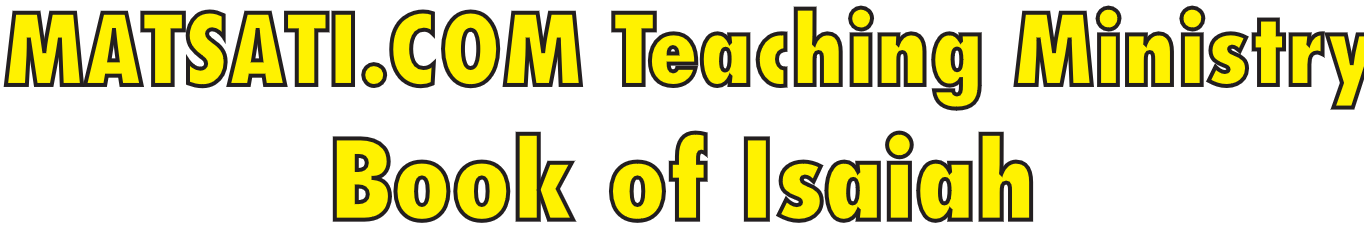 MATSATI.COM Teaching Ministry
Book of Isaiah